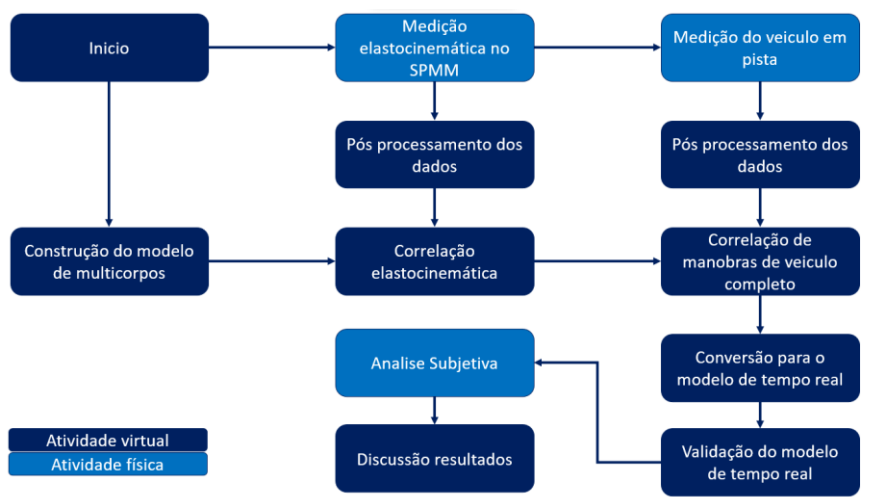 Inicio
Medição
elastocinemática no
SPMM
Medição do veiculo em
pista
Pós processamento dos
dados
Pós processamento dos
dados
Construção do modelo
de multicorpos
Correlação
elastocinemática
Correlação de
manobras de veiculo
completo
Analise Subjetiva
Conversão para o
modelo de tempo real
Atividade virtual
Atividade física
Discussão resultados
Validação do modelo
de tempo real